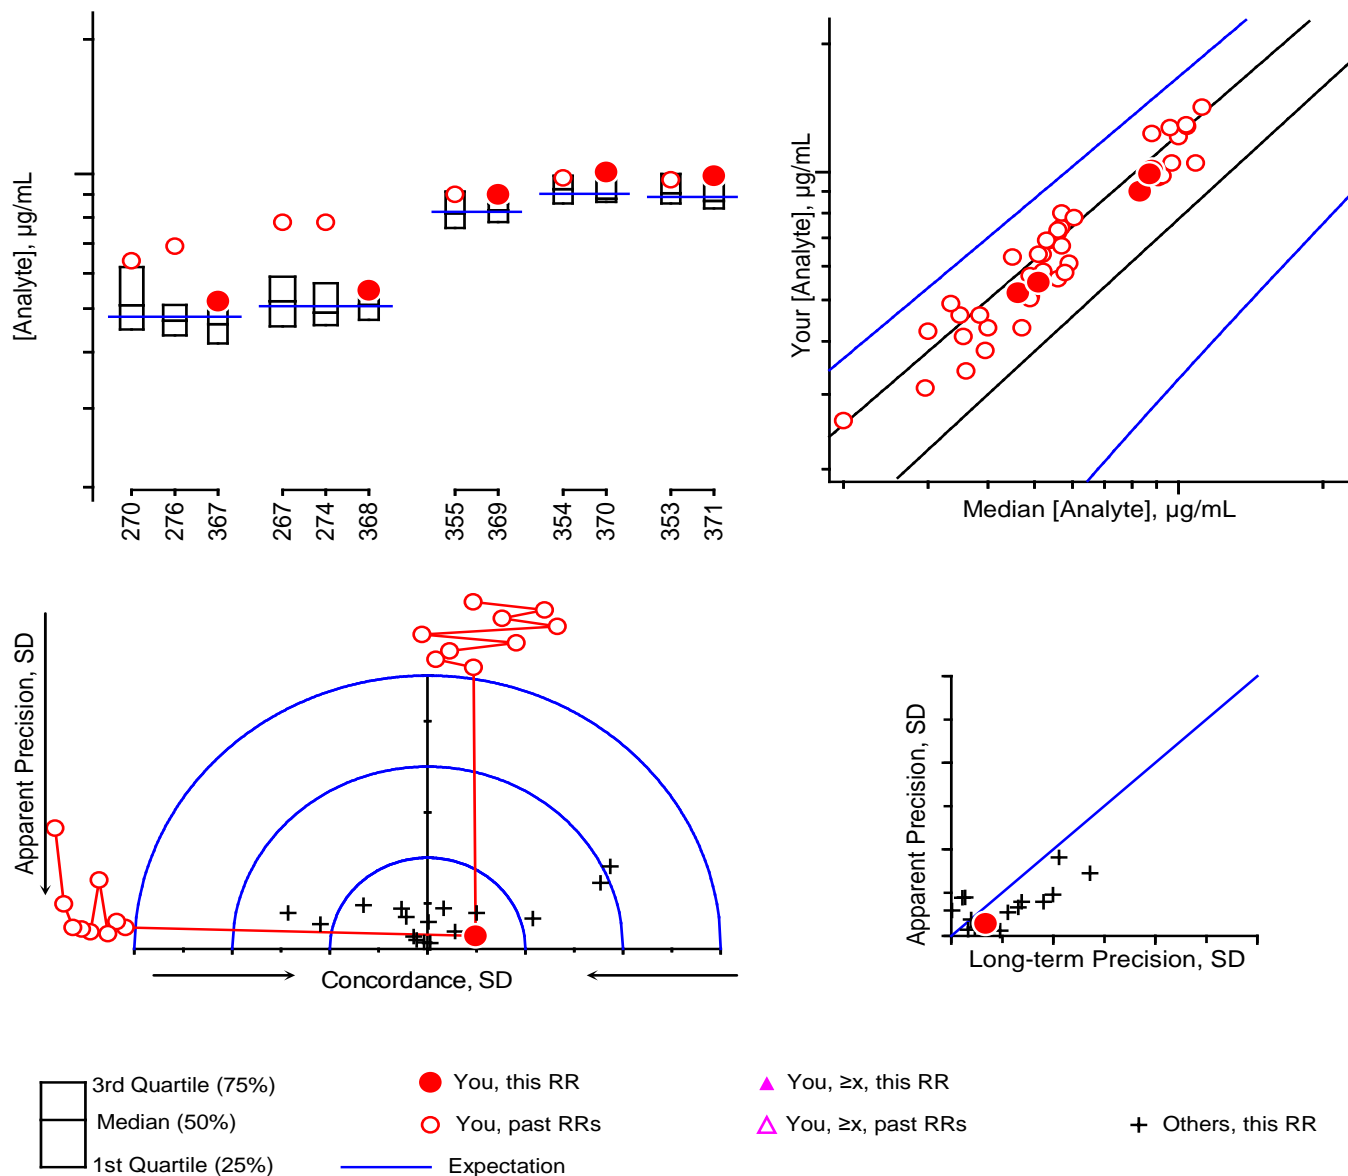 [Analyte], µg/mL
270
276
367
267
274
368
355
369
354
370
353
371
Your [Analyte], µg/mL
Median [Analyte], µg/mL
Apparent Precision, SD
Concordance, SD
Apparent Precision, SD
Long-term Precision, SD
3rd Quartile (75%)
Median (50%)
1st Quartile (25%)
You, this RR
You, past RRs
Expectation
You, ≥x, this RR
You, ≥x, past RRs
Others, this RR